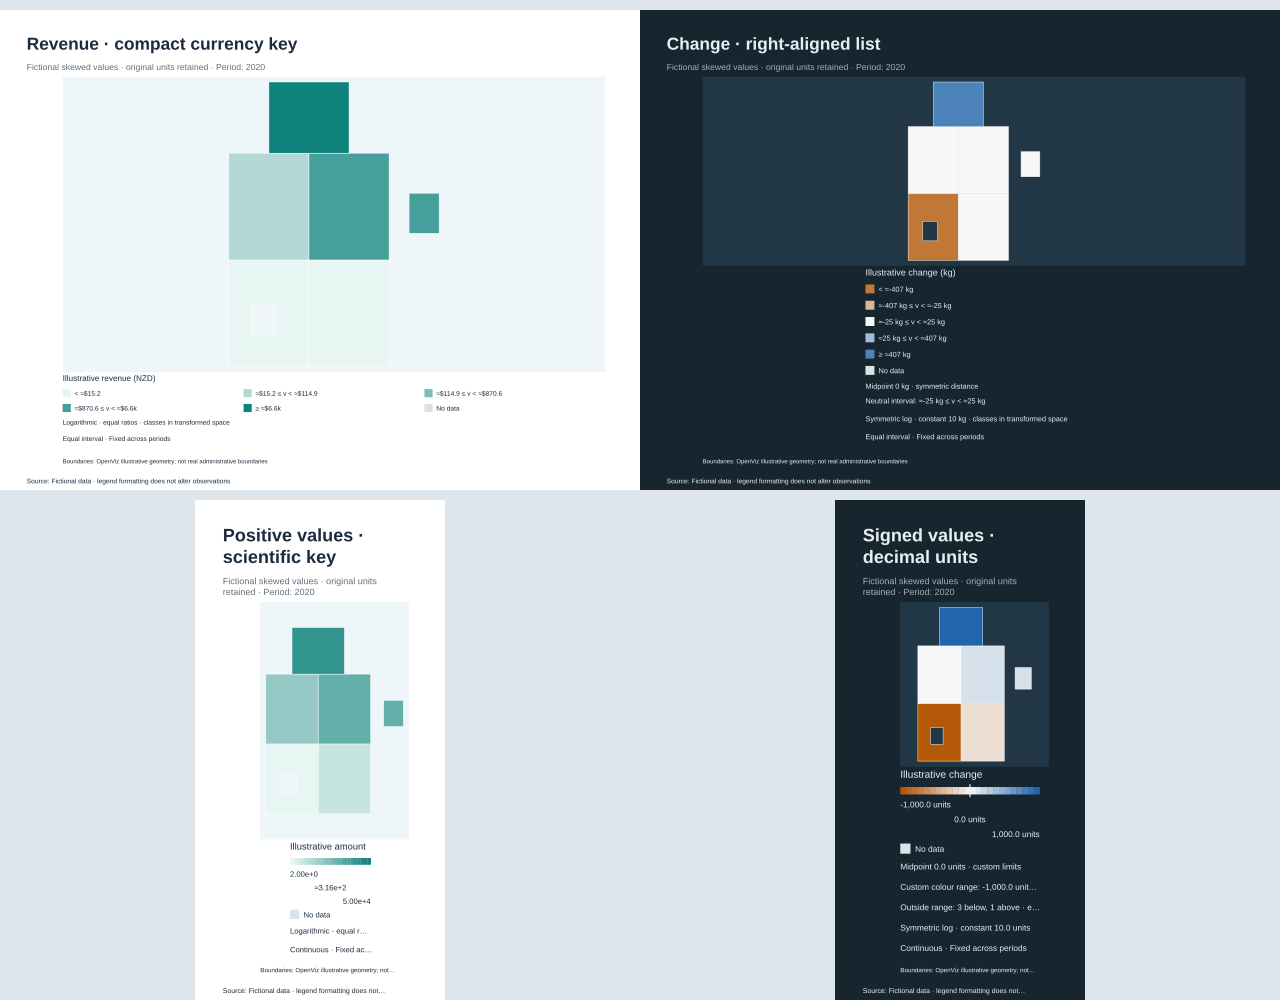 Revenue · compact currency key
Fictional skewed values · original units retained · Period: 2020
Illustrative revenue (NZD)
< ≈$15.2
≈$15.2 ≤ v < ≈$114.9
≈$114.9 ≤ v < ≈$870.6
≈$870.6 ≤ v < ≈$6.6k
≥ ≈$6.6k
No data
Logarithmic · equal ratios · classes in transformed space
Equal interval · Fixed across periods
Boundaries: OpenViz illustrative geometry; not real administrative boundaries
Source: Fictional data · legend formatting does not alter observations
Change · right-aligned list
Fictional skewed values · original units retained · Period: 2020
Illustrative change (kg)
< ≈-407 kg
≈-407 kg ≤ v < ≈-25 kg
≈-25 kg ≤ v < ≈25 kg
≈25 kg ≤ v < ≈407 kg
≥ ≈407 kg
No data
Midpoint 0 kg · symmetric distance
Neutral interval: ≈-25 kg ≤ v < ≈25 kg
Symmetric log · constant 10 kg · classes in transformed space
Equal interval · Fixed across periods
Boundaries: OpenViz illustrative geometry; not real administrative boundaries
Source: Fictional data · legend formatting does not alter observations
Positive values ·
scientific key
Fictional skewed values · original units
retained · Period: 2020
Illustrative amount
2.00e+0
≈3.16e+2
5.00e+4
No data
Logarithmic · equal r…
Continuous · Fixed ac…
Boundaries: OpenViz illustrative geometry; not…
Source: Fictional data · legend formatting does not…
Signed values ·
decimal units
Fictional skewed values · original units
retained · Period: 2020
Illustrative change
-1,000.0 units
0.0 units
1,000.0 units
No data
Midpoint 0.0 units · custom limits
Custom colour range: -1,000.0 unit…
Outside range: 3 below, 1 above · e…
Symmetric log · constant 10.0 units
Continuous · Fixed across periods
Boundaries: OpenViz illustrative geometry; not…
Source: Fictional data · legend formatting does not…